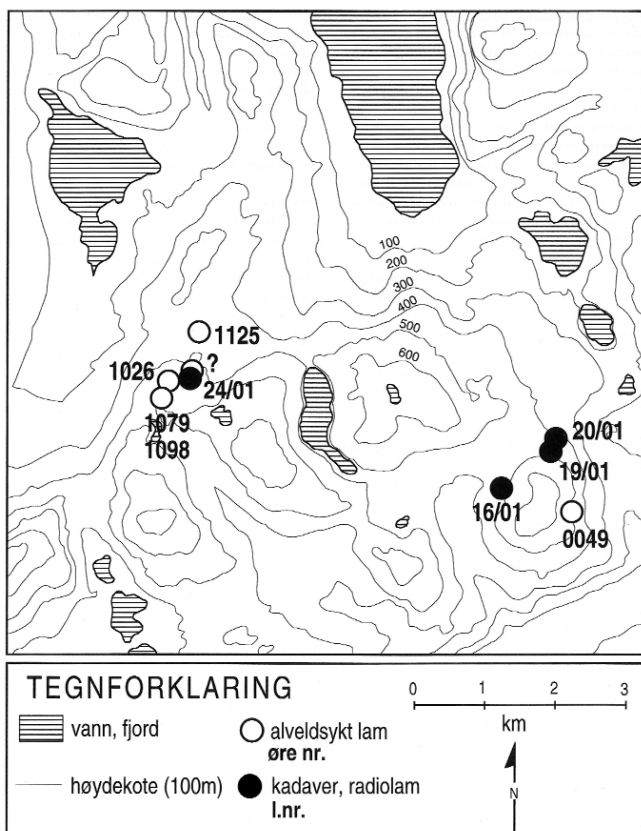 100
200
300
400
500
600
1125
?
1026
24/01
1079
1098
20/01
19/01
16/01
0049
TEGNFORKLARING
0 1 2 3
km
vann, fjord
alveldsykt lam
øre nr.
høydekote (100m)
kadaver, radiolam
l.nr.
N